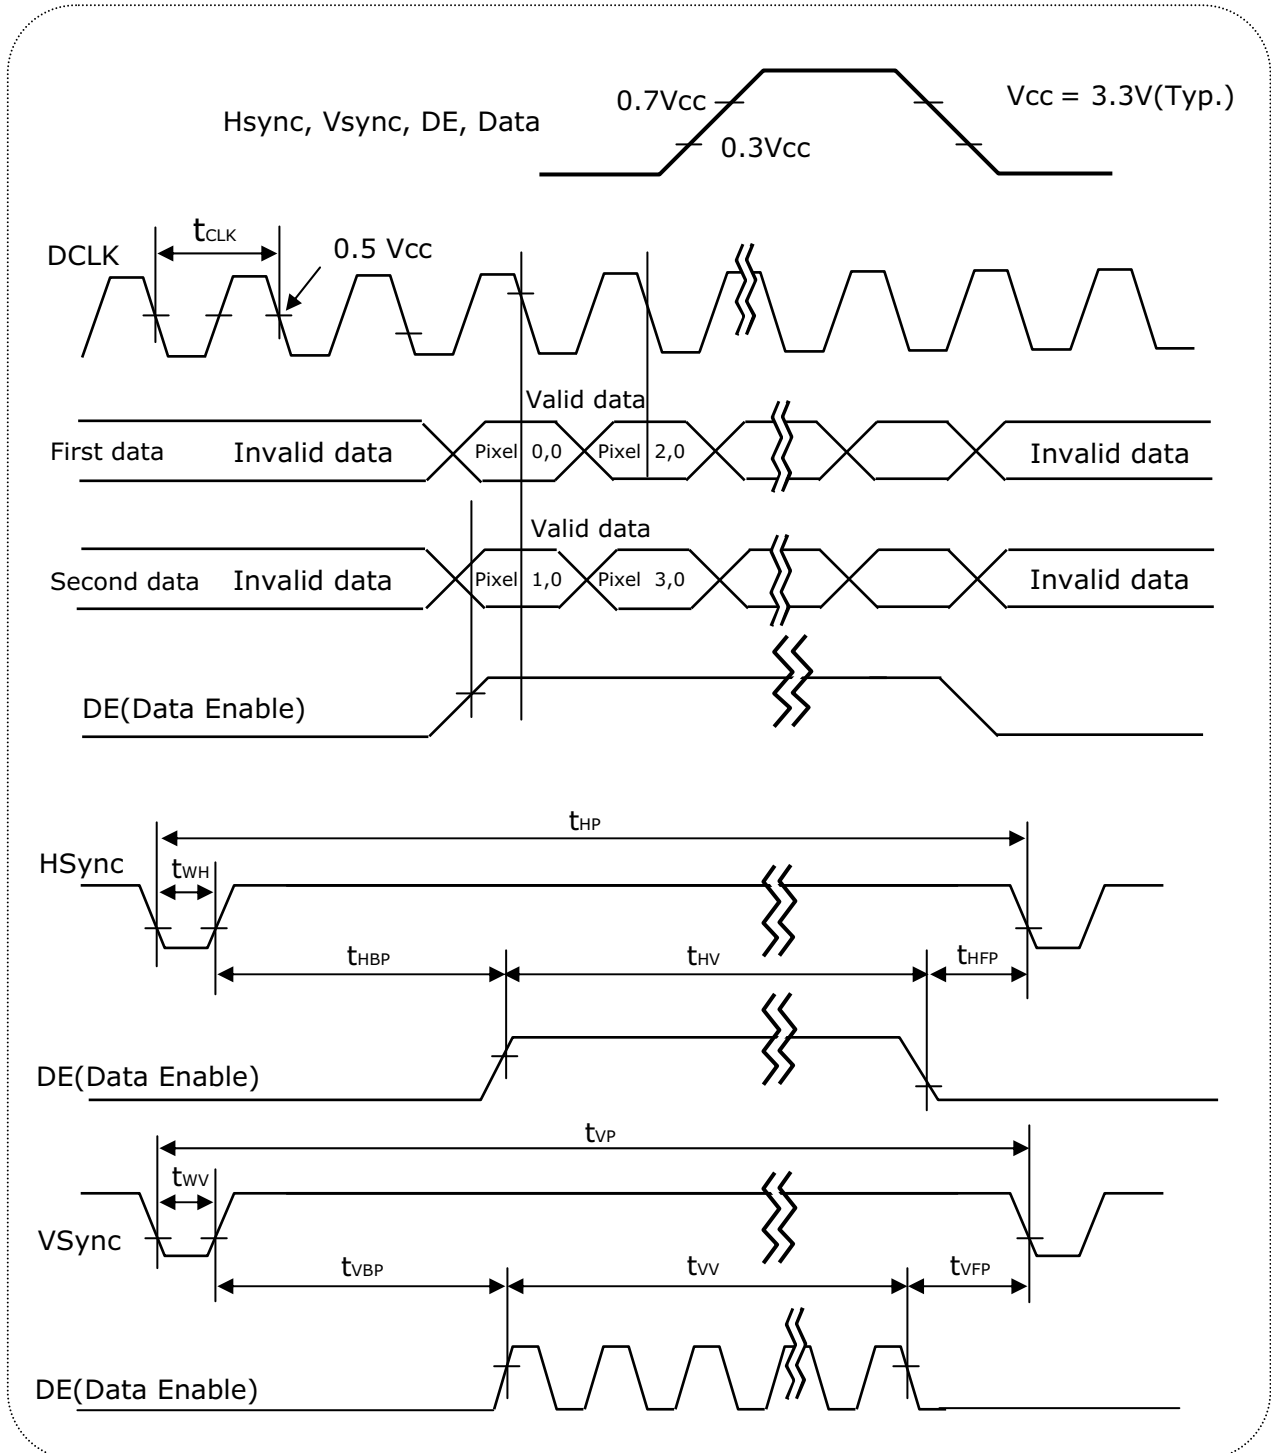 Hsync, Vsync, DE, Data
0.7Vcc
0.3Vcc
Vcc = 3.3V(Typ.)
DCLK
tCLK
0.5 Vcc
Valid data
First data
Invalid data
Pixel 0,0
Pixel 2,0
Invalid data
Valid data
Second data
Invalid data
Pixel 1,0
Pixel 3,0
Invalid data
DE(Data Enable)
tHP
HSync
tWH
tHBP
tHV
tHFP
DE(Data Enable)
tVP
tWV
VSync
tVBP
tVV
tVFP
DE(Data Enable)